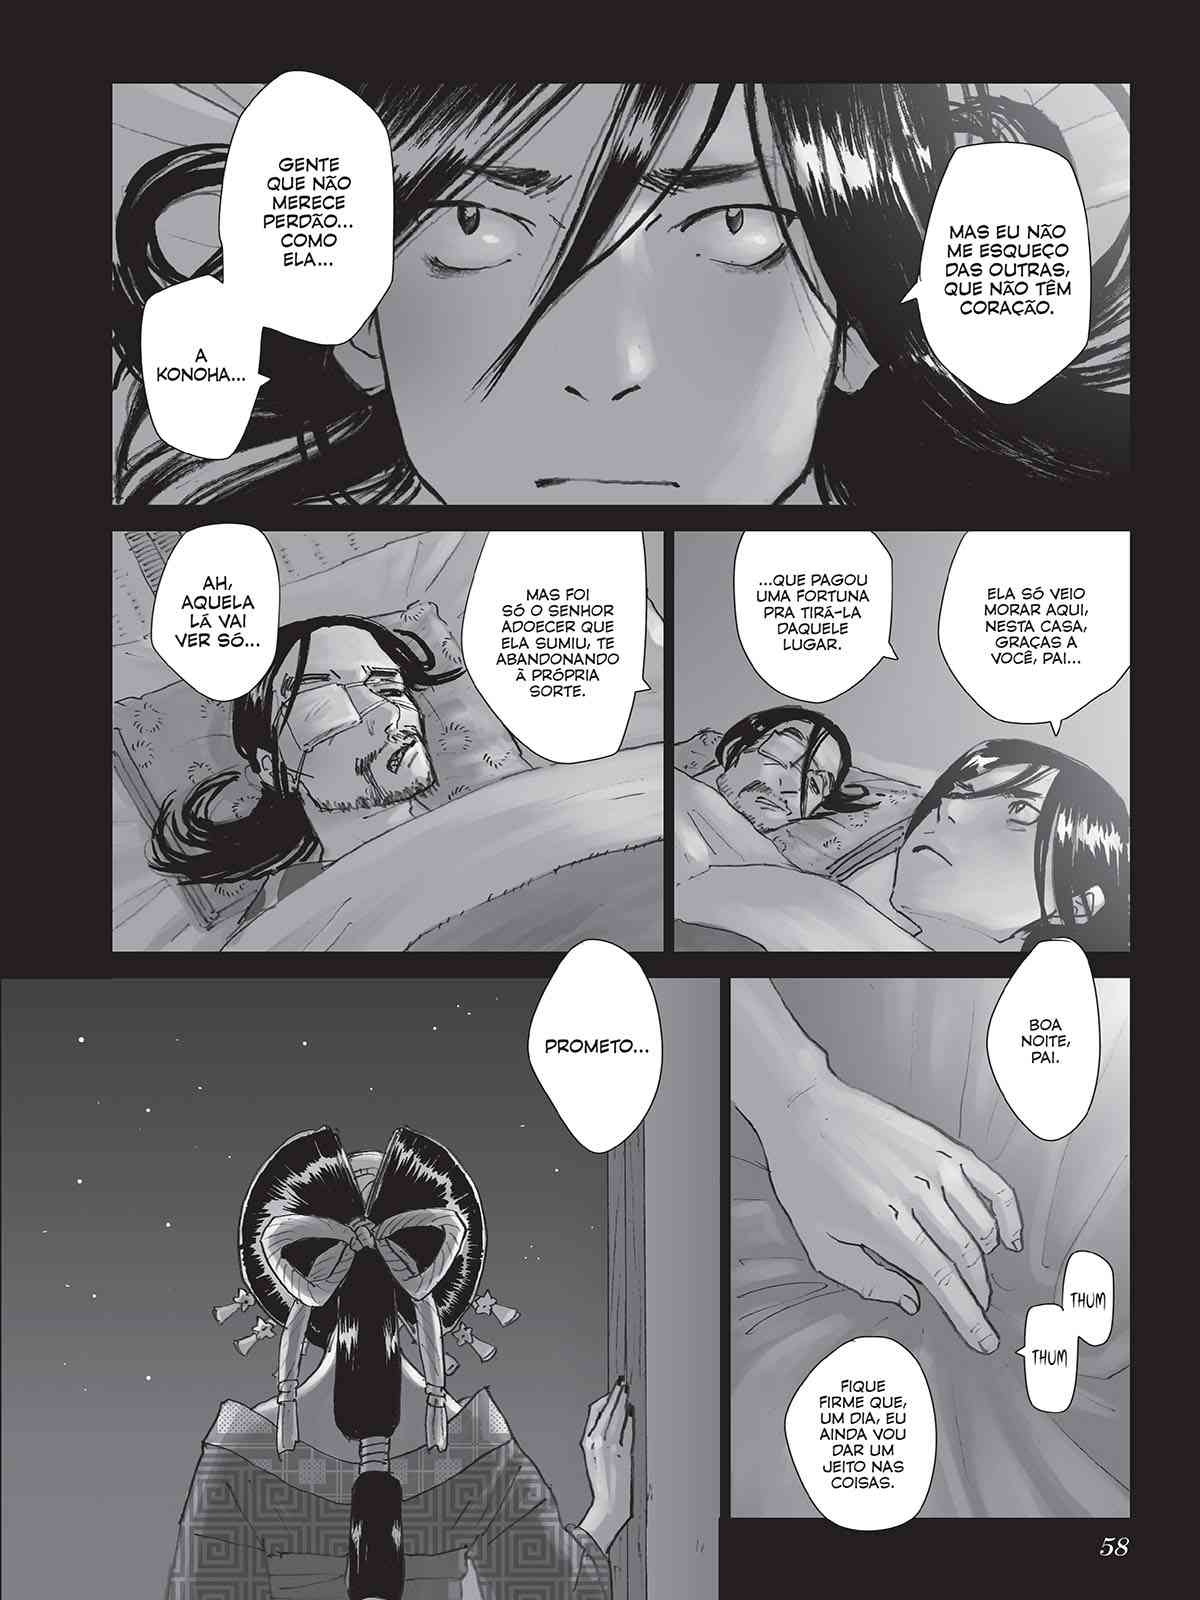 MAS EU NÃO
ME ESQUEÇO
DAS OUTRAS,
QUE NÃO TÊM
CORAÇÃO.
GENTE
QUE NÃO
MERECE
PERDÃO...
COMO
ELA...
A
KONOHA...
ELA SÓ VEIO
MORAR AQUI,
NESTA CASA,
GRAÇAS A
VOCÊ, PAI...
...QUE PAGOU
UMA FORTUNA
PRA TIRÁ-LA
DAQUELE
LUGAR.
MAS FOI
SÓ O SENHOR
ADOECER QUE
ELA SUMIU, TE
ABANDONANDO
À PRÓPRIA
SORTE.
AH,
AQUELA
LÁ VAI
VER SÓ...
BOA
NOITE,
PAI.
THUM
THUM
FIQUE
FIRME QUE,
UM DIA, EU
AINDA VOU
DAR UM
JEITO NAS
COISAS.
PROMETO...
58